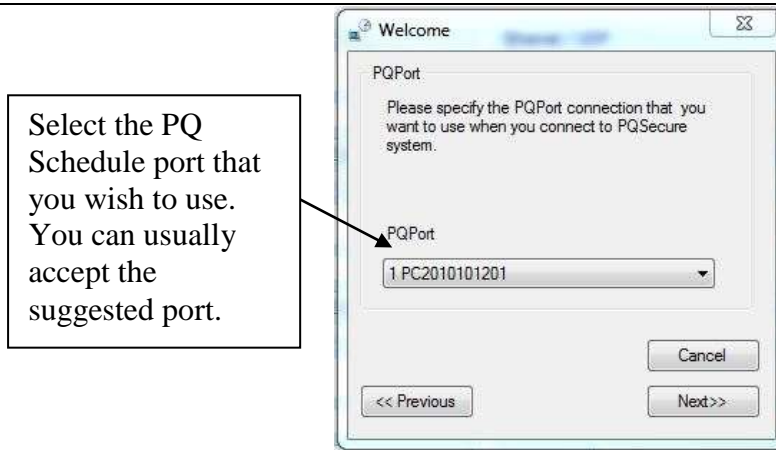 Select the PQ
Schedule port that
you wish to use.
You can usually
accept the
suggested port.
Welcome
PQPort
Please specify the PQPort connection that you
want to use when you connect to PQSecure
system.
PQPort
1 PC2010101201
Cancel
<< Previous
Next>>